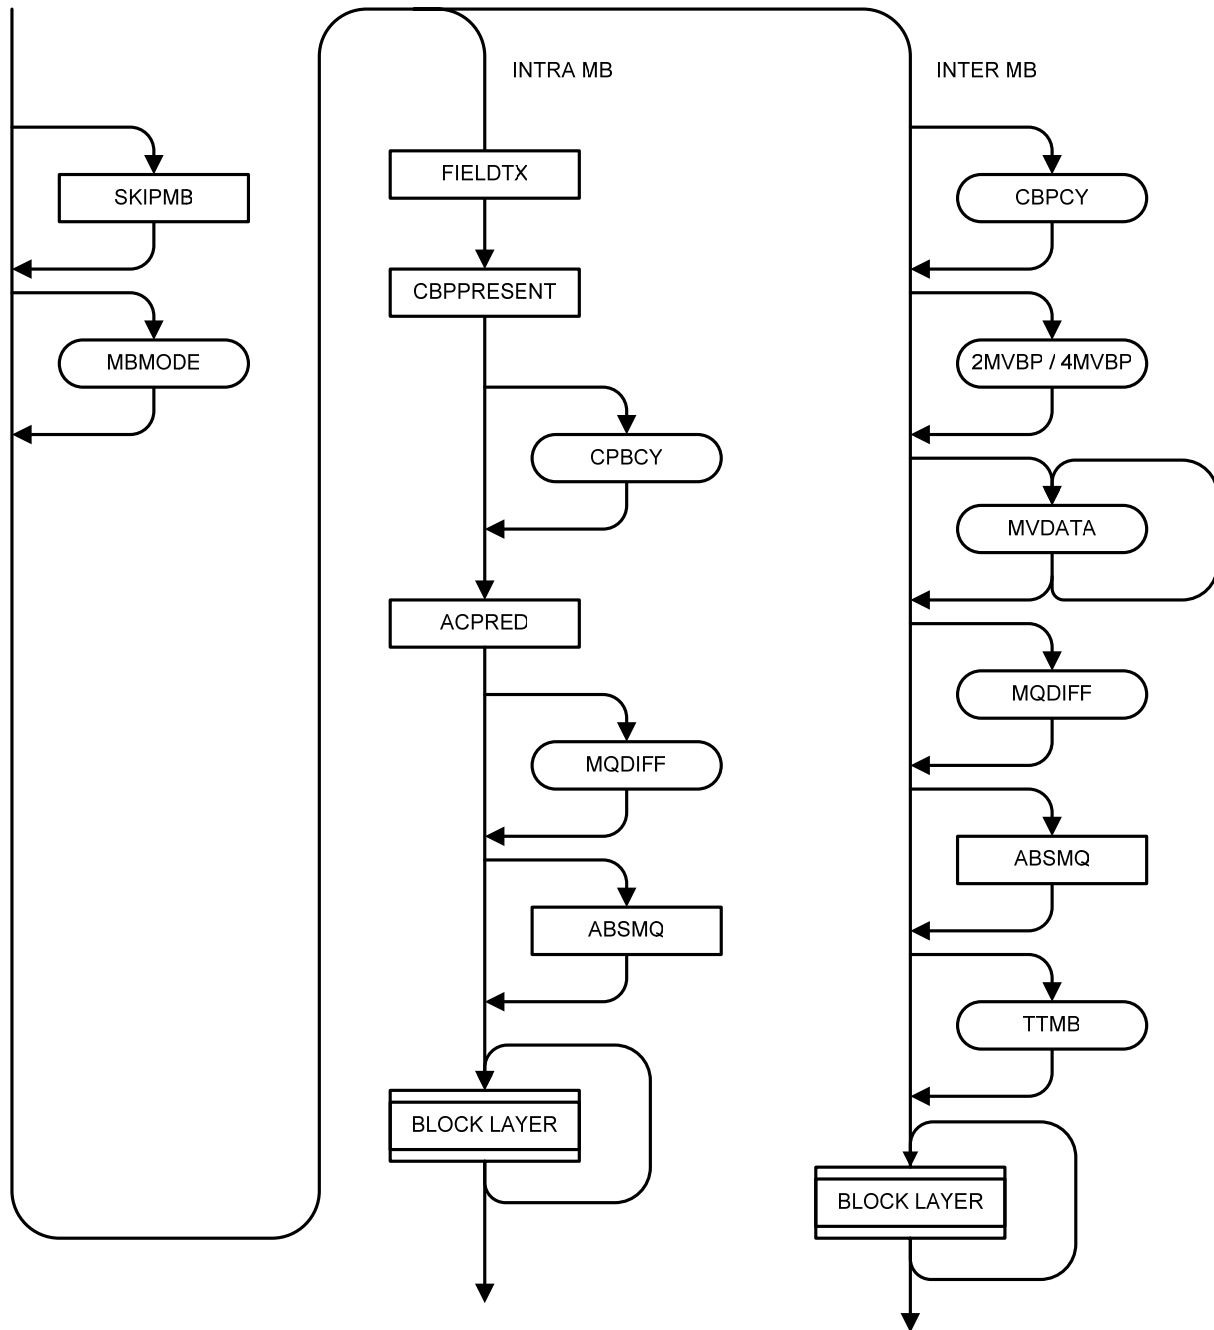 INTRA MB
INTER MB
SKIPMB
MBMODE
FIELDTX
CBPPRESENT
CPBCY
ACPRED
MQDIFF
ABSMQ
BLOCK LAYER
CBPCY
2MVBP / 4MVBP
MVDATA
MQDIFF
ABSMQ
TTMB
BLOCK LAYER